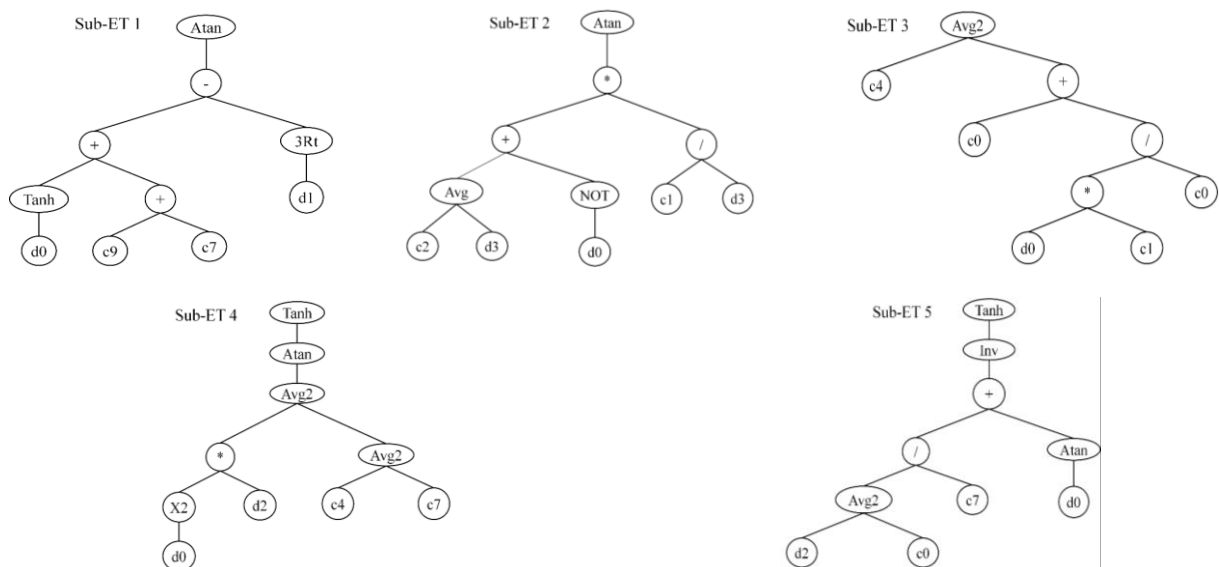 Sub-ET 1
Atan
-
+
3Rt
Tanh
+
d1
d0
c9
c7
Sub-ET 2
Atan
*
+
/
Avg
NOT
c1
d3
c2
d3
d0
Sub-ET 3
Avg2
c4
+
c0
/
*
c0
d0
c1
Sub-ET 4
Tanh
Atan
Avg2
*
Avg2
X2
d2
c4
c7
d0
Sub-ET 5
Tanh
Inv
+
/
Atan
Avg2
c7
d0
d2
c0